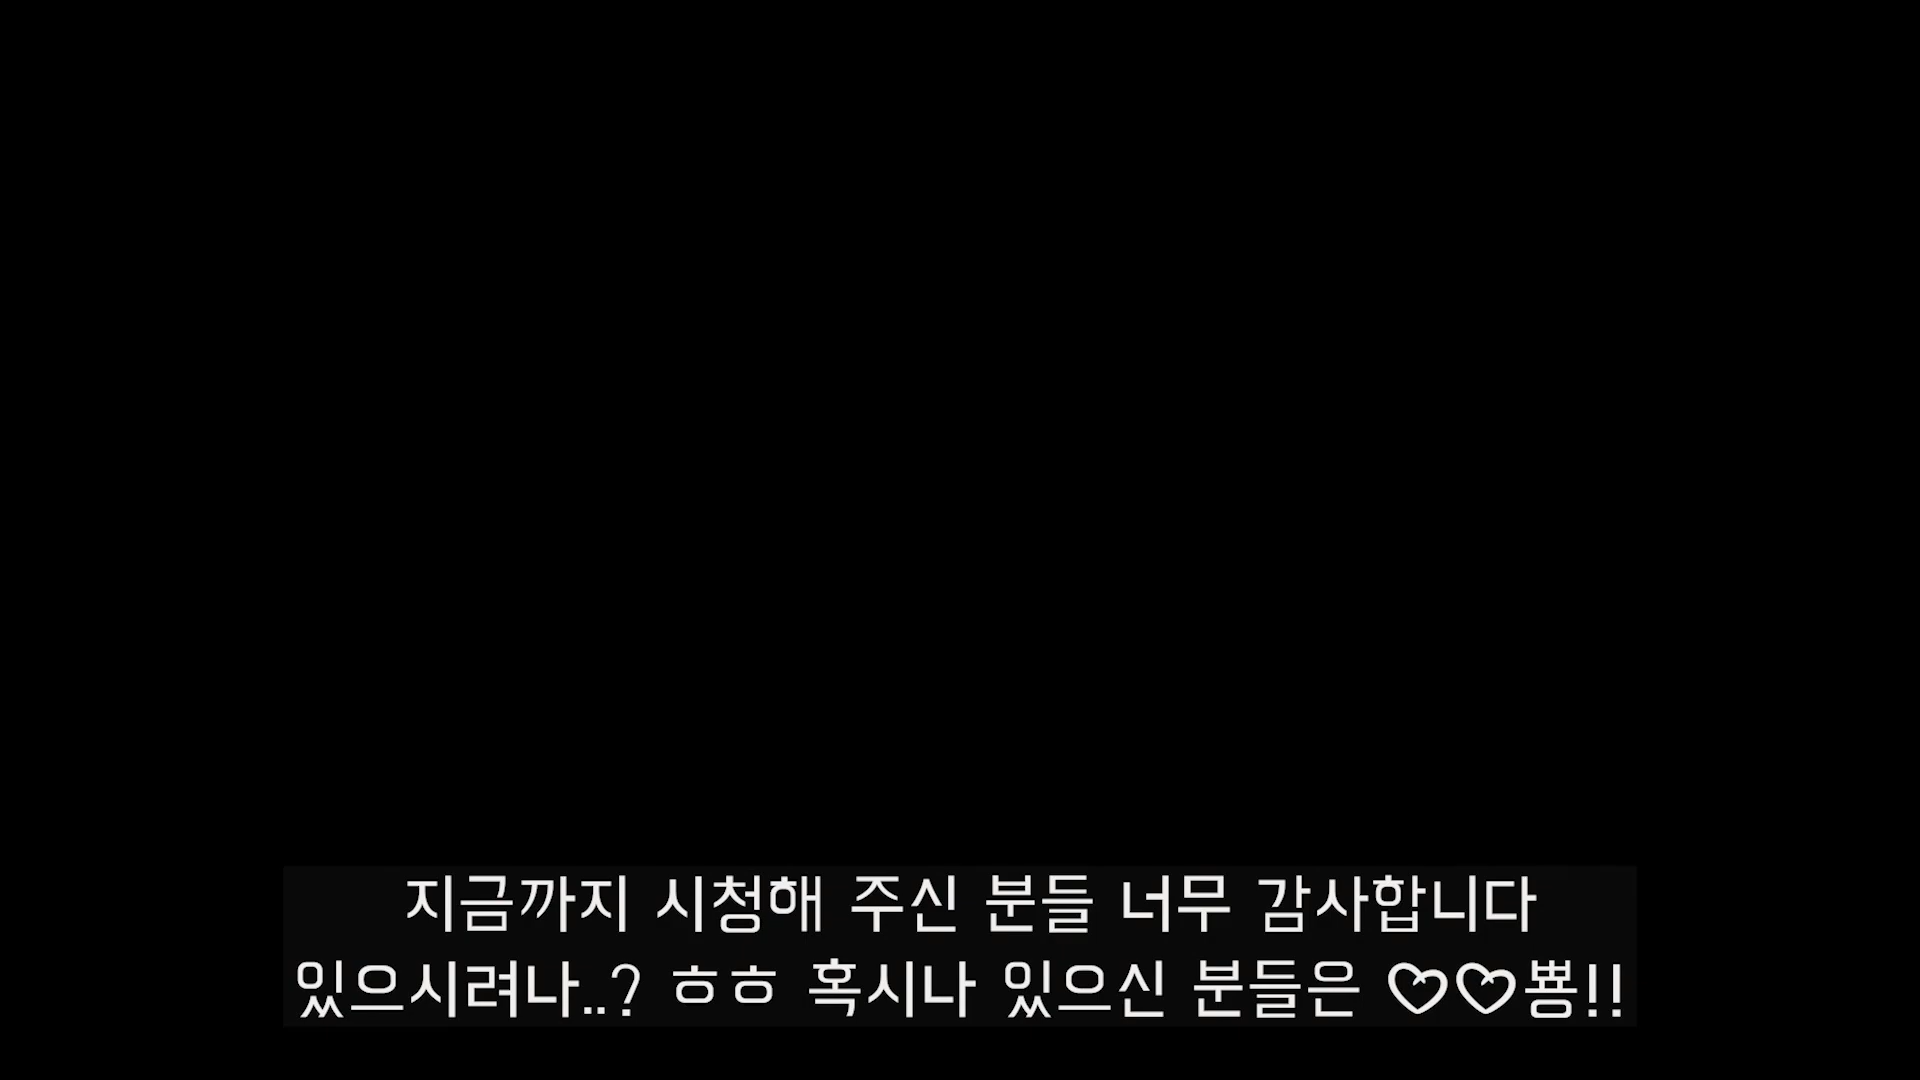 지금까지 시청해 주신 분들 너무 감사합니다
있으시려나..? ㅎㅎ 혹시나 있으신 분들은 ♡♡뿅!!